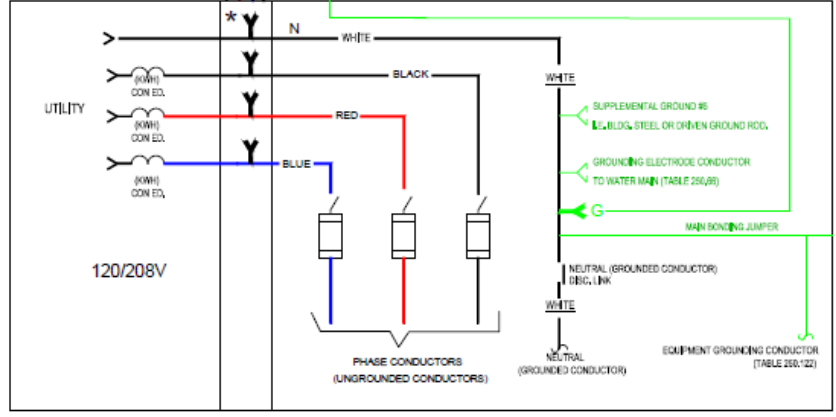 *
N
WHITE
BLACK
(KWH)
CON ED.
UTILITY
RED
(KWH)
CON ED.
BLUE
(KWH)
CON ED.
120/208V
WHITE
SUPPLEMENTAL GROUND #6
I.E. BLDG. STEEL OR DRIVEN GROUND ROD.
GROUNDING ELECTRODE CONDUCTOR
TO WATER MAIN (TABLE 250.66)
G
MAIN BONDING JUMPER
NEUTRAL (GROUNDED CONDUCTOR)
DISC. LINK
WHITE
PHASE CONDUCTORS
(UNGROUNDED CONDUCTORS)
NEUTRAL
(GROUNDED CONDUCTOR)
EQUIPMENT GROUNDING CONDUCTOR
(TABLE 250.122)